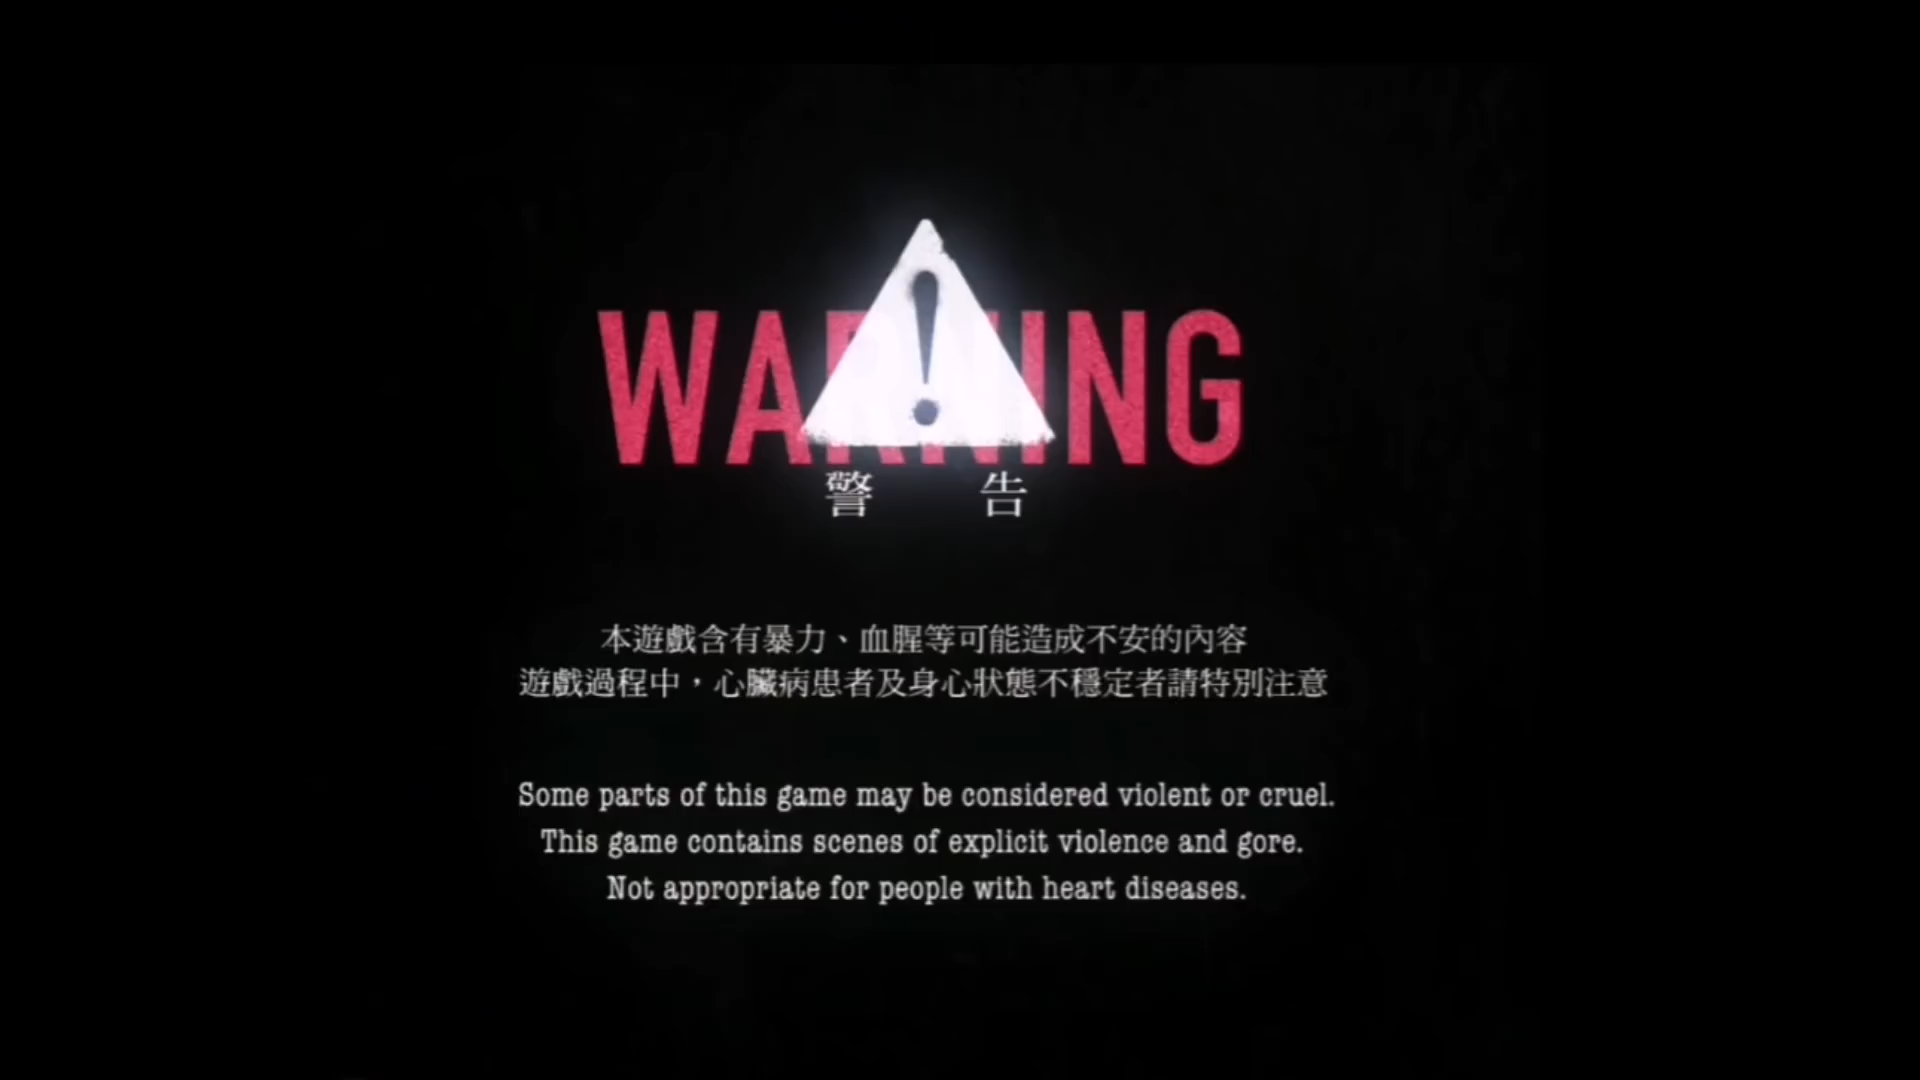 WARNING
警告
本遊戲含有暴力、血腥等可能造成不安的內容
遊戲過程中，心臟病患者及身心狀態不穩定者請特別注意
Some parts of this game may be considered violent or cruel.
This game contains scenes of explicit violence and gore.
Not appropriate for people with heart diseases.